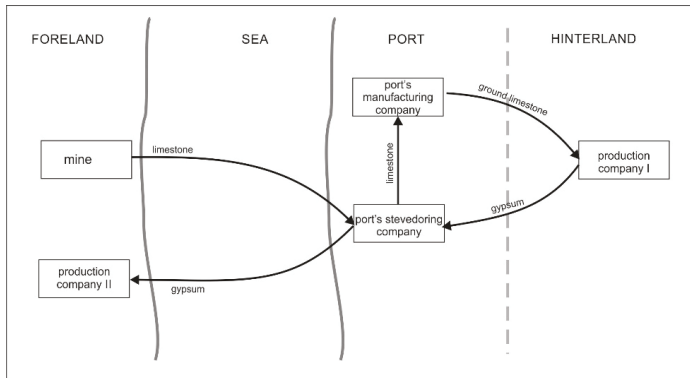 FORELAND
SEA
PORT
HINTERLAND
port's
manufacturing
company
ground limestone
mine
limestone
limestone
production
company I
port's stevedoring
company
gypsum
production
company II
gypsum